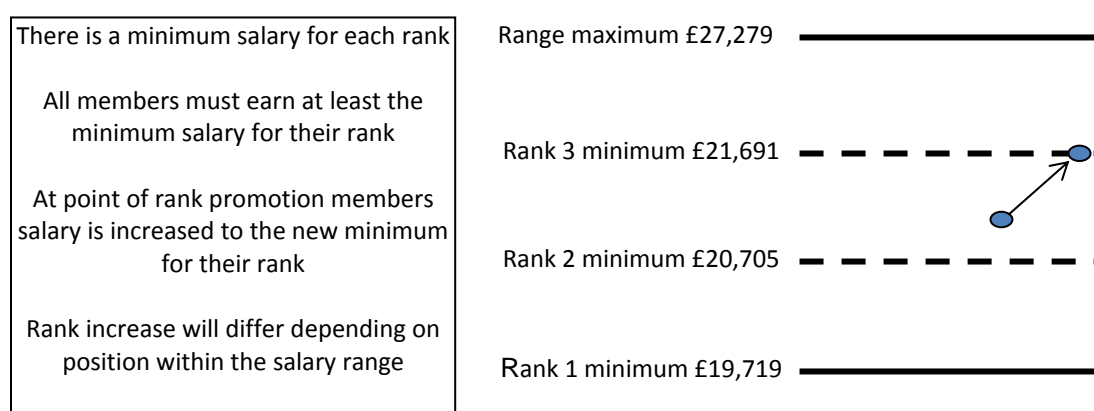 There is a minimum salary for each rank
All members must earn at least the
minimum salary for their rank
At point of rank promotion members
salary is increased to the new minimum
for their rank
Rank increase will differ depending on
position within the salary range
Range maximum £27,279
Rank 3 minimum £21,691
Rank 2 minimum £20,705
Rank 1 minimum £19,719